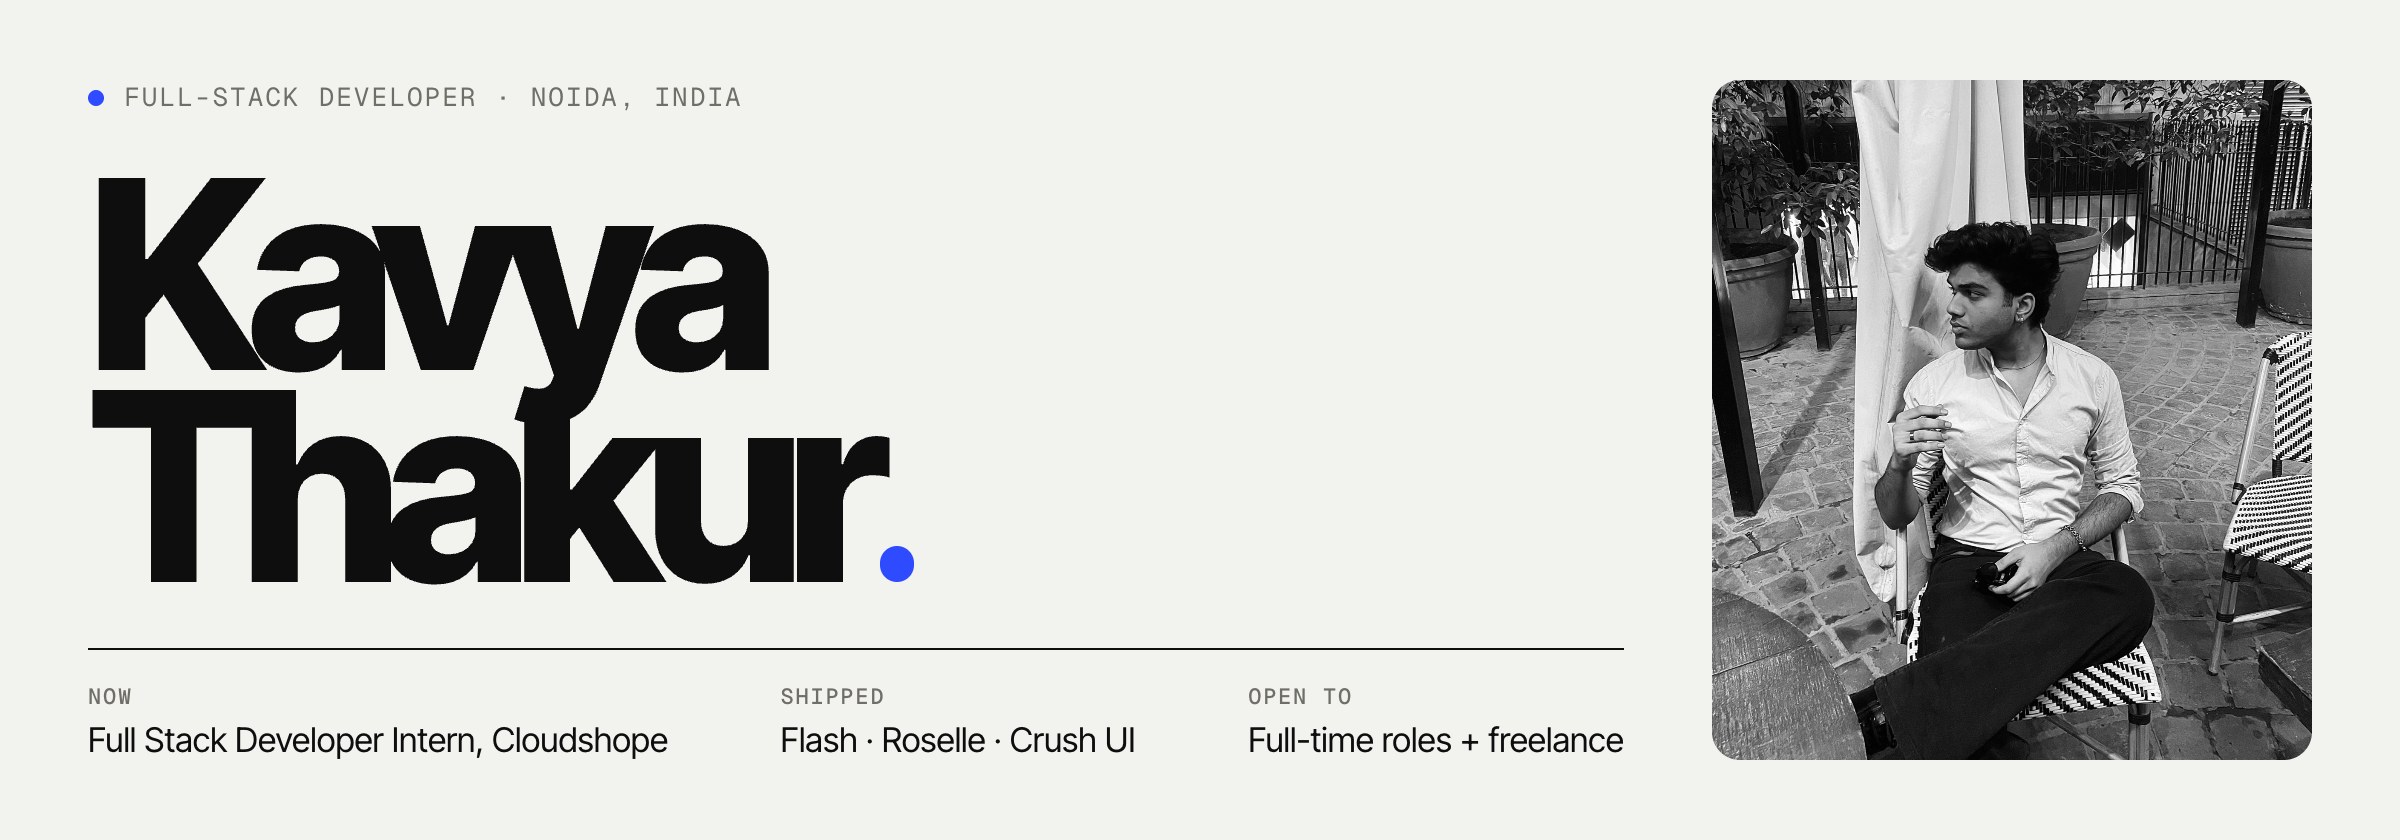 FULL-STACK DEVELOPER · NOIDA, INDIA
Kavya
Thakur.
NOW
Full Stack Developer Intern, Cloudshope
SHIPPED
Flash · Roselle · Crush UI
OPEN TO
Full-time roles + freelance